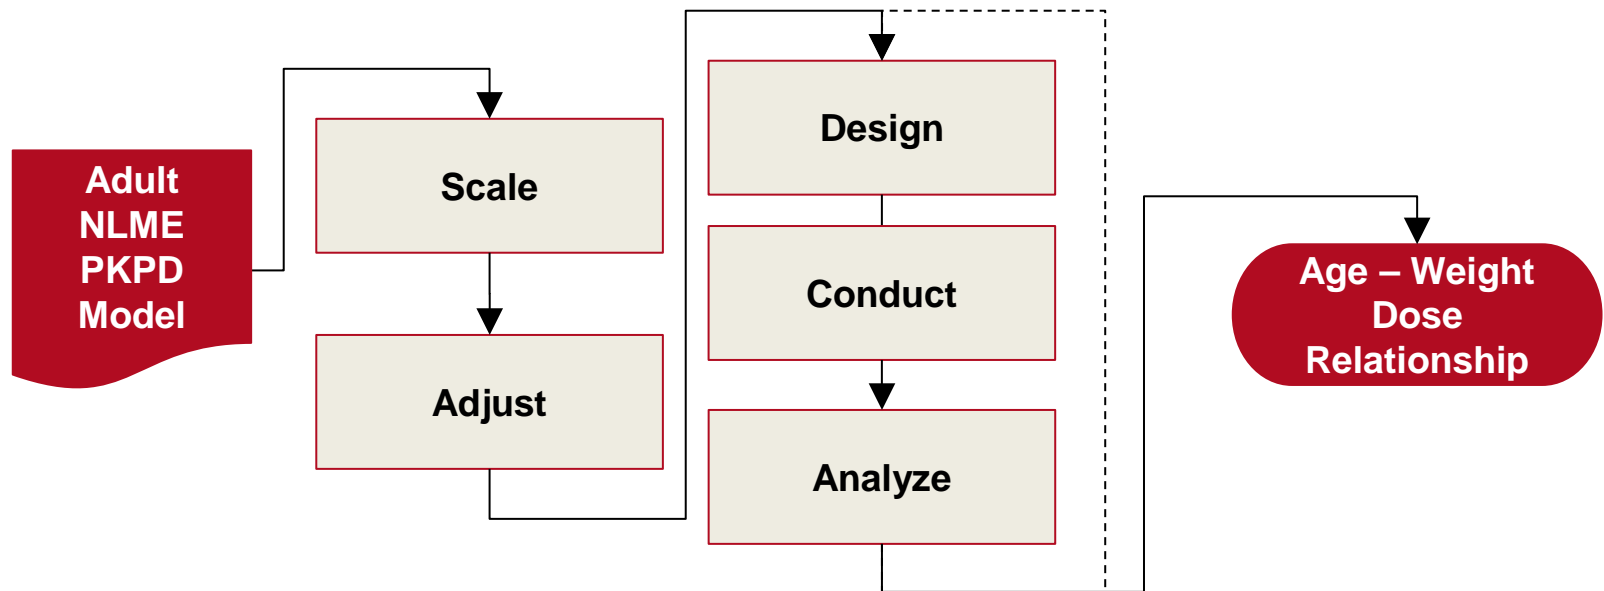 Adult
NLME
PKPD
Model
Scale
Adjust
Design
Conduct
Analyze
Age – Weight
Dose
Relationship